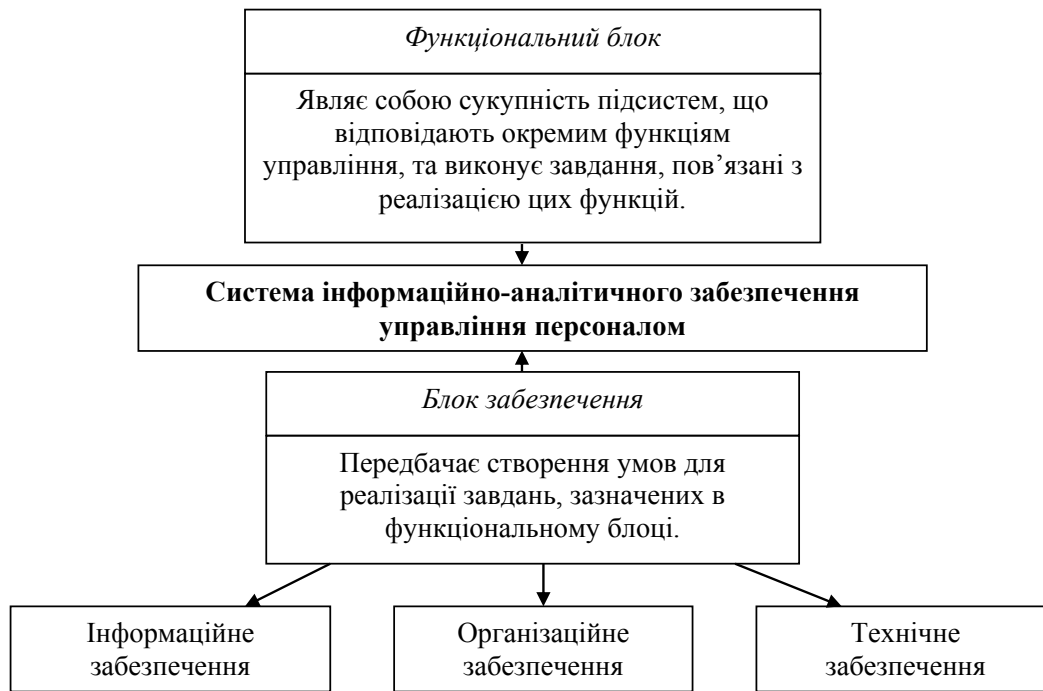 Функціональний блок
Являє собою сукупність підсистем, що
відповідають окремим функціям
управління, та виконує завдання, пов’язані з
реалізацією цих функцій.
Система інформаційно-аналітичного забезпечення
управління персоналом
Блок забезпечення
Передбачає створення умов для
реалізації завдань, зазначених в
функціональному блоці.
Інформаційне
забезпечення
Організаційне
забезпечення
Технічне
забезпечення